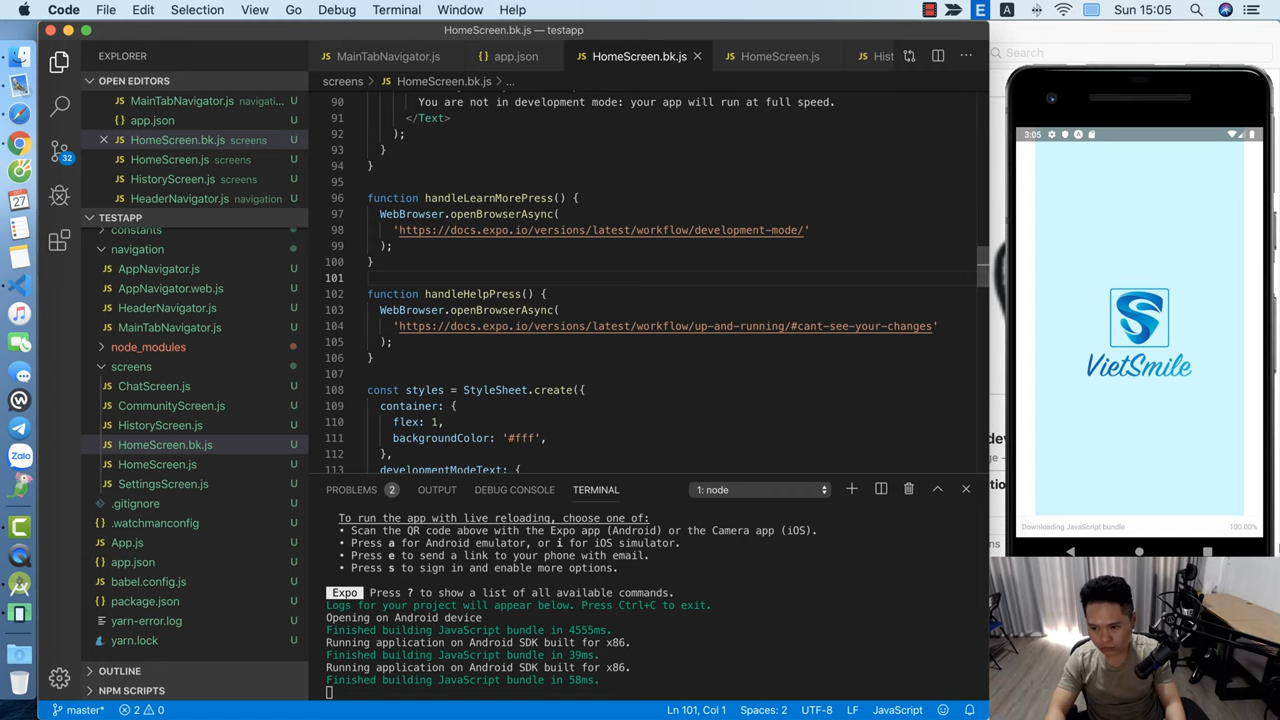 Code File Edit Selection View Go Debug Terminal Window Help
E A Sun 15:05
HomeScreen.bk.js — testapp
Search
EXPLORER
OPEN EDITORS
MainTabNavigator.js navigati... U
app.json U
HomeScreen.bk.js screens U
HomeScreen.js screens U
HistoryScreen.js screens U
HeaderNavigator.js navigation U
TESTAPP
constants
navigation
AppNavigator.js U
AppNavigator.web.js U
HeaderNavigator.js U
MainTabNavigator.js U
node_modules
screens
ChatScreen.js U
CommunityScreen.js U
HistoryScreen.js U
HomeScreen.bk.js U
HomeScreen.js U
SettingsScreen.js U
.gitignore U
.watchmanconfig U
App.js U
app.json U
babel.config.js U
package.json U
yarn-error.log U
yarn.lock U
OUTLINE
NPM SCRIPTS
32
OCT
27
Zalo
MainTabNavigator.js app.json HomeScreen.bk.js HomeScreen.js Hist
screens > HomeScreen.bk.js > ...
90 You are not in development mode: your app will run at full speed.
91 </Text>
92 );
93 }
94 }
95
96 function handleLearnMorePress() {
97 WebBrowser.openBrowserAsync(
98 'https://docs.expo.io/versions/latest/workflow/development-mode/'
99 );
100 }
101
102 function handleHelpPress() {
103 WebBrowser.openBrowserAsync(
104 'https://docs.expo.io/versions/latest/workflow/up-and-running/#cant-see-your-changes'
105 );
106 }
107
108 const styles = StyleSheet.create({
109 container: {
110 flex: 1,
111 backgroundColor: '#fff',
112 },
113 developmentModeText: {
PROBLEMS 2 OUTPUT DEBUG CONSOLE TERMINAL 1: node
To run the app with live reloading, choose one of:
• Scan the QR code above with the Expo app (Android) or the Camera app (iOS).
• Press a for Android emulator, or i for iOS simulator.
• Press e to send a link to your phone with email.
• Press s to sign in and enable more options.
Expo Press ? to show a list of all available commands.
Logs for your project will appear below. Press Ctrl+C to exit.
Opening on Android device
Finished building JavaScript bundle in 4555ms.
Running application on Android SDK built for x86.
Finished building JavaScript bundle in 39ms.
Running application on Android SDK built for x86.
Finished building JavaScript bundle in 58ms.
master* 2 0 Ln 101, Col 1 Spaces: 2 UTF-8 LF JavaScript
3:05
VietSmile
Downloading JavaScript bundle 100.00%